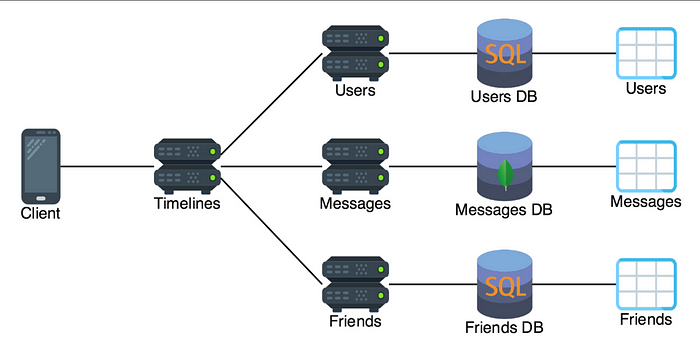 SQL
Users
Users DB
Users
Client
Timelines
Messages
Messages DB
Messages
SQL
Friends
Friends DB
Friends